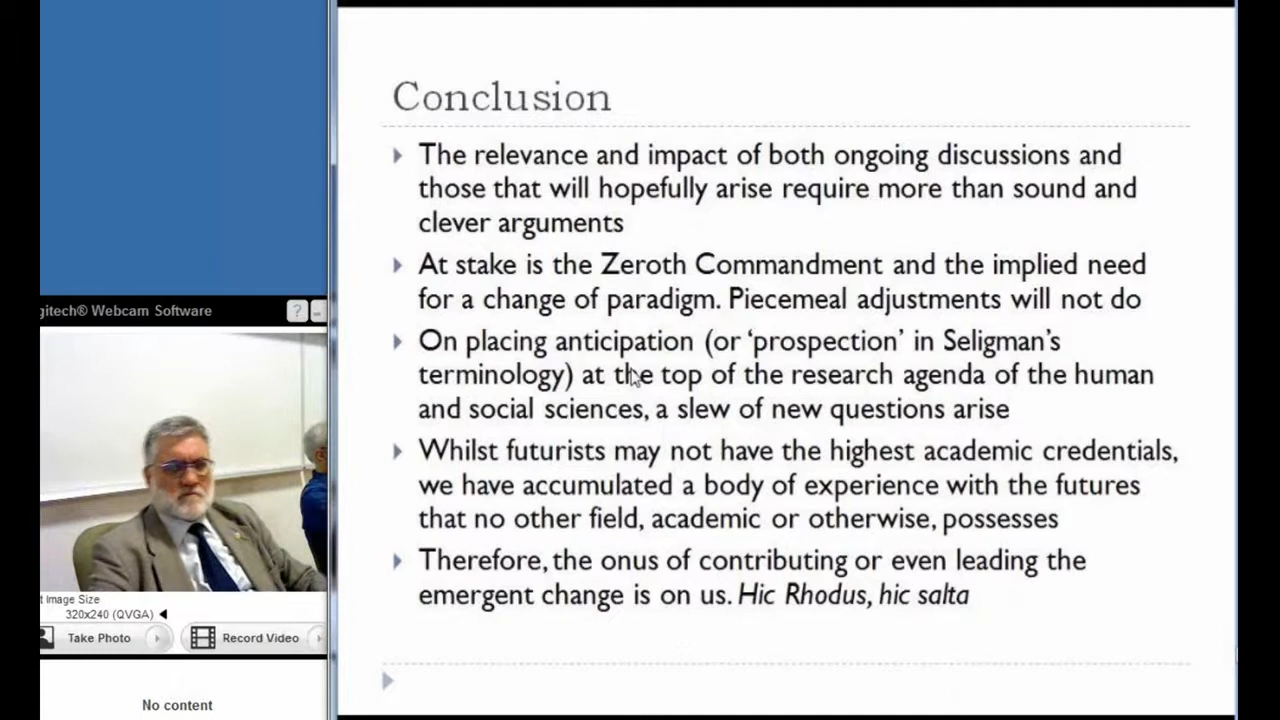 Conclusion
The relevance and impact of both ongoing discussions and
those that will hopefully arise require more than sound and
clever arguments
At stake is the Zeroth Commandment and the implied need
for a change of paradigm. Piecemeal adjustments will not do
On placing anticipation (or ‘prospection’ in Seligman’s
terminology) at the top of the research agenda of the human
and social sciences, a slew of new questions arise
Whilst futurists may not have the highest academic credentials,
we have accumulated a body of experience with the futures
that no other field, academic or otherwise, possesses
Therefore, the onus of contributing or even leading the
emergent change is on us. Hic Rhodus, hic salta
gitech® Webcam Software
t Image Size
320x240 (QVGA)
Take Photo
Record Video
No content